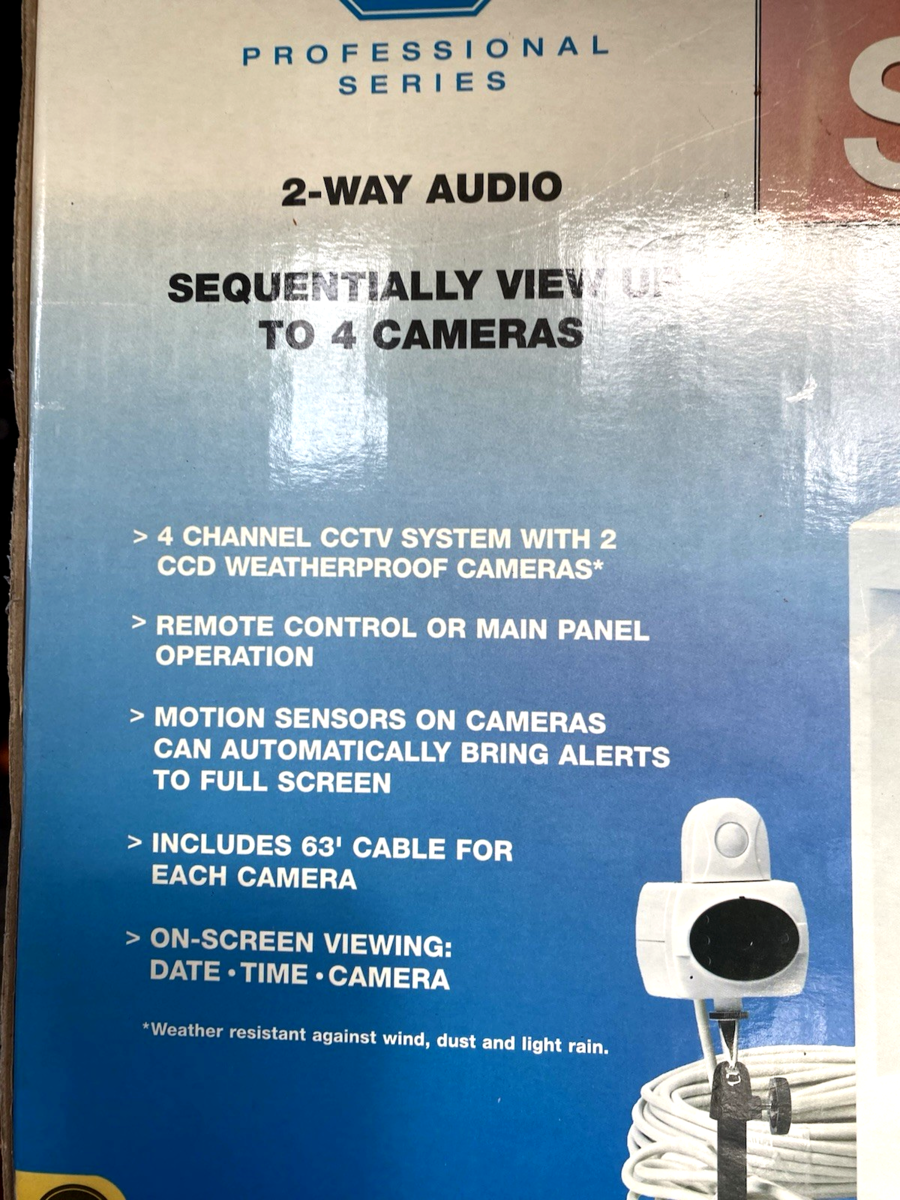 PROFESSIONAL
SERIES
S
2-WAY AUDIO
SEQUENTIALLY VIEW UP
TO 4 CAMERAS
> 4 CHANNEL CCTV SYSTEM WITH 2
CCD WEATHERPROOF CAMERAS*
> REMOTE CONTROL OR MAIN PANEL
OPERATION
> MOTION SENSORS ON CAMERAS
CAN AUTOMATICALLY BRING ALERTS
TO FULL SCREEN
> INCLUDES 63' CABLE FOR
EACH CAMERA
> ON-SCREEN VIEWING:
DATE • TIME • CAMERA
*Weather resistant against wind, dust and light rain.